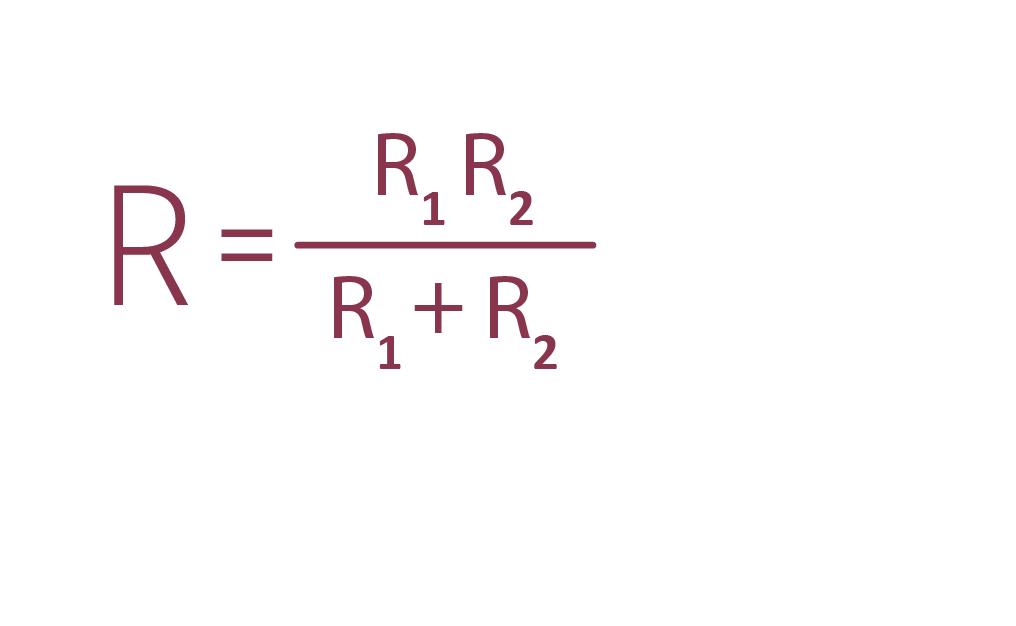 R₁ R₂
R =
R₁ + R₂